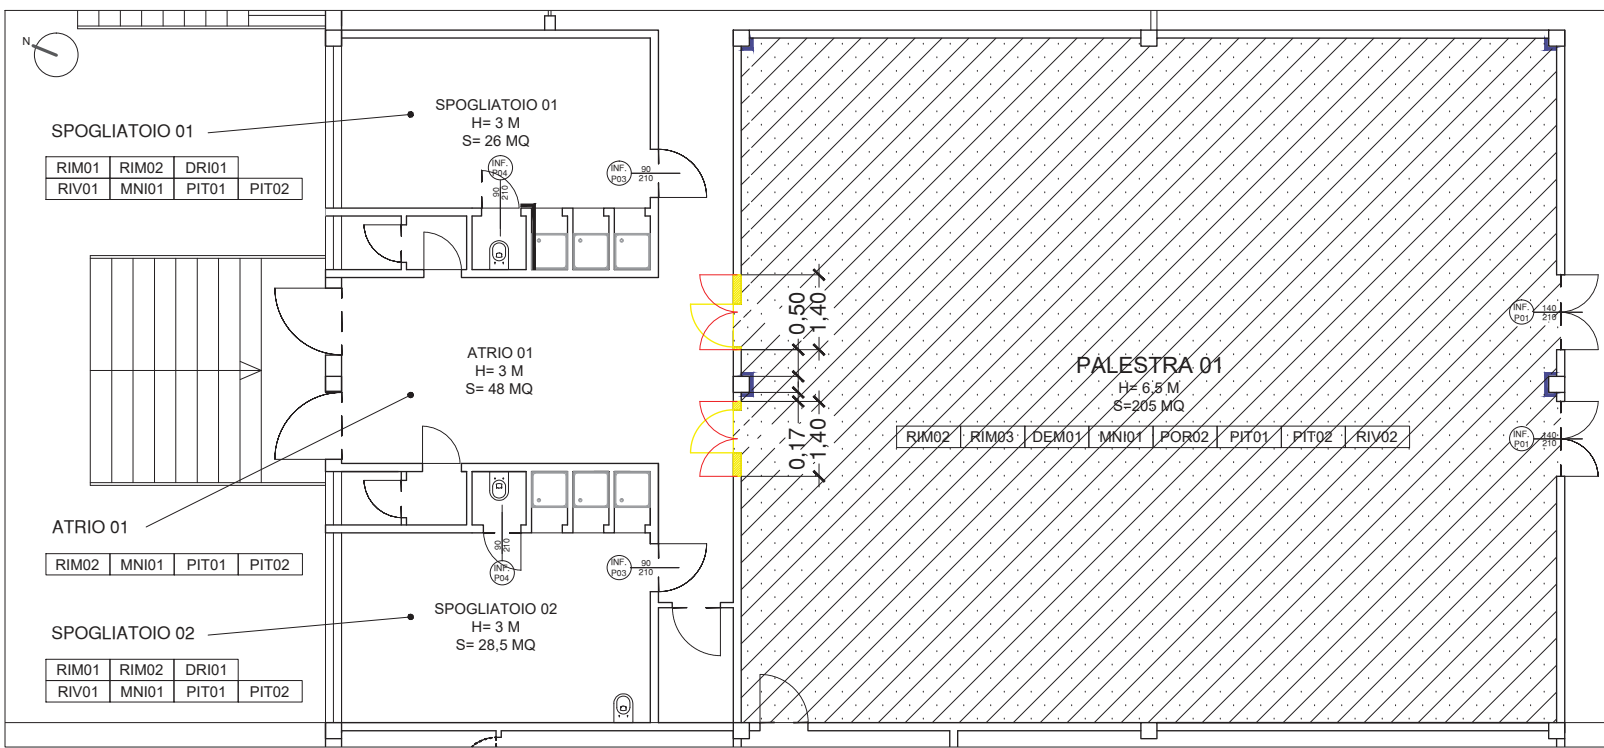 N
SPOGLIATOIO 01
RIM01 RIM02 DRI01
RIV01 MNI01 PIT01 PIT02
SPOGLIATOIO 01
H= 3 M
S= 26 MQ
INF.
P04
90
210
INF.
P03
90
210
ATRIO 01
H= 3 M
S= 48 MQ
0,50
1,40
0,17
1,40
PALESTRA 01
H= 6,5 M
S=205 MQ
RIM02 RIM03 DEM01 MNI01 POR02 PIT01 PIT02 RIV02
INF.
P01
140
210
INF.
P01
140
210
ATRIO 01
RIM02 MNI01 PIT01 PIT02
INF.
P04
90
210
INF.
P03
90
210
SPOGLIATOIO 02
H= 3 M
S= 28,5 MQ
SPOGLIATOIO 02
RIM01 RIM02 DRI01
RIV01 MNI01 PIT01 PIT02